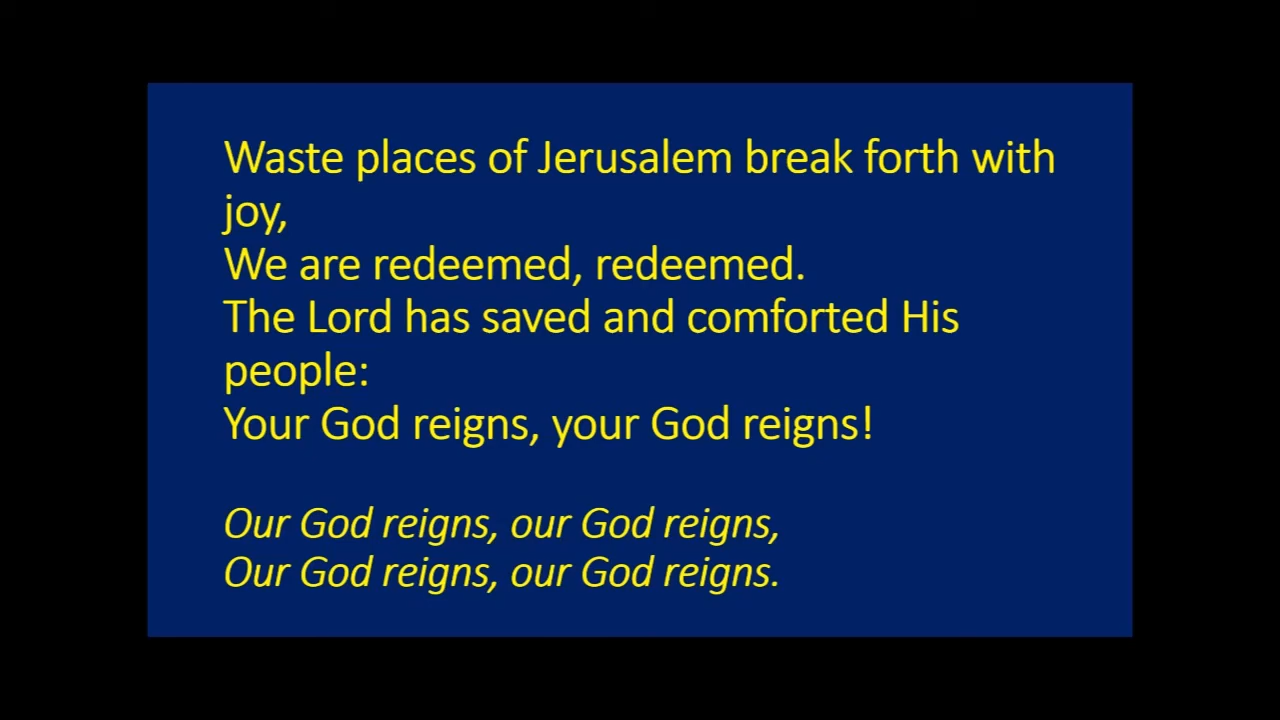 Waste places of Jerusalem break forth with
joy,
We are redeemed, redeemed.
The Lord has saved and comforted His
people:
Your God reigns, your God reigns!
Our God reigns, our God reigns,
Our God reigns, our God reigns.